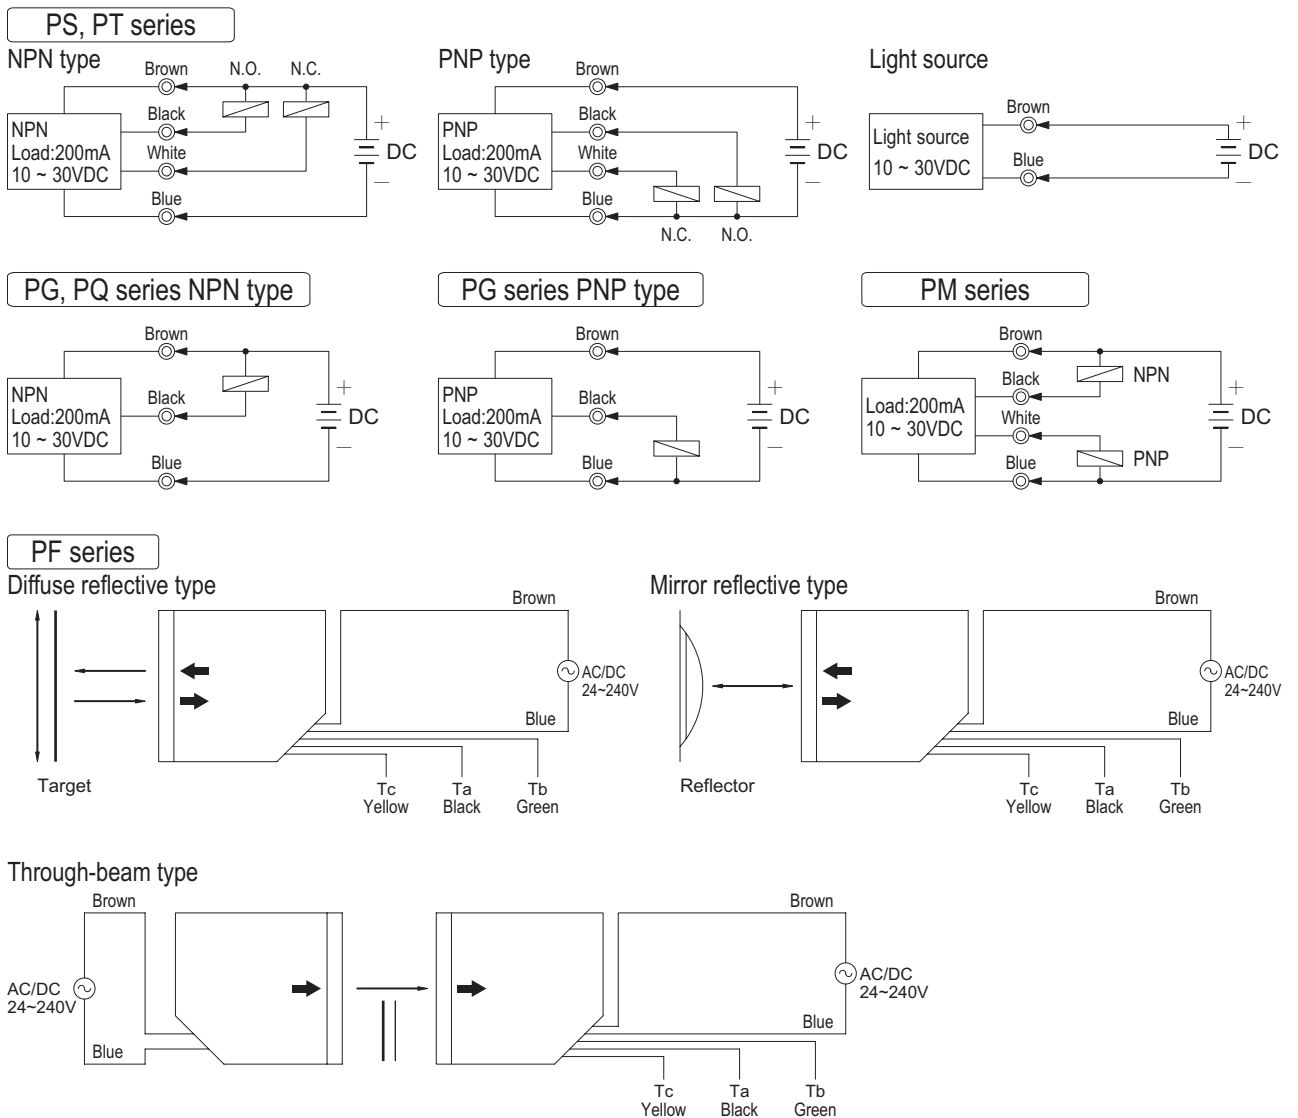 PS, PT series
NPN type
Brown
N.O.
N.C.
Black
White
Blue
NPN
Load:200mA
10 ~ 30VDC
+
DC
—
PNP type
Brown
Black
White
Blue
PNP
Load:200mA
10 ~ 30VDC
N.C.
N.O.
+
DC
—
Light source
Brown
Blue
Light source
10 ~ 30VDC
+
DC
—
PG, PQ series NPN type
Brown
Black
Blue
NPN
Load:200mA
10 ~ 30VDC
+
DC
—
PG series PNP type
Brown
Black
Blue
PNP
Load:200mA
10 ~ 30VDC
+
DC
—
PM series
Brown
Black
White
Blue
Load:200mA
10 ~ 30VDC
NPN
PNP
+
DC
—
PF series
Diffuse reflective type
Brown
AC/DC
24~240V
Blue
Target
Tc
Yellow
Ta
Black
Tb
Green
Mirror reflective type
Brown
AC/DC
24~240V
Blue
Reflector
Tc
Yellow
Ta
Black
Tb
Green
Through-beam type
Brown
AC/DC
24~240V
Blue
Brown
AC/DC
24~240V
Blue
Tc
Yellow
Ta
Black
Tb
Green